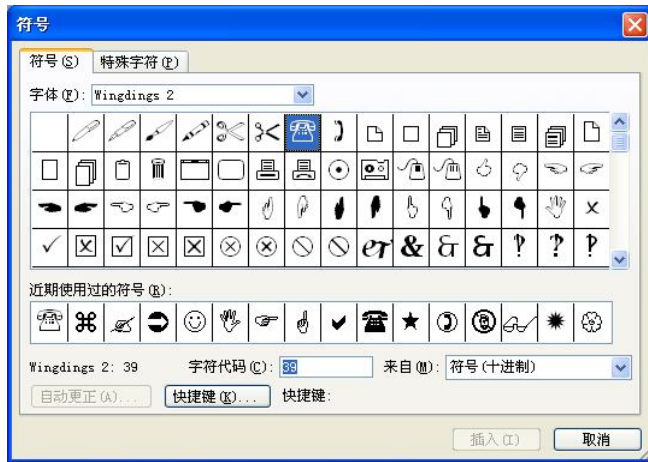 符号
符号(S) 特殊字符(P)
字体(F): Wingdings 2
近期使用过的符号(R):
Wingdings 2: 39 字符代码(C): 39 来自(M): 符号(十进制)
自动更正(A)... 快捷键(K)... 快捷键:
插入(I) 取消